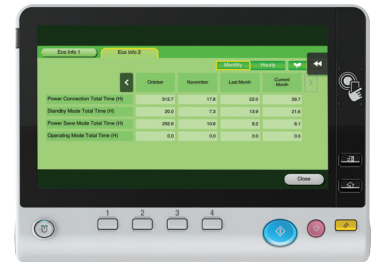 Eco Info 1 Eco Info 2
Monthly Hourly
October November Last Month Current Month
Power Connection Total Time (H) 312.7 17.9 22.0 29.7
Standby Mode Total Time (H) 20.0 7.3 13.8 21.6
Power Save Mode Total Time (H) 292.6 10.6 8.2 8.1
Operating Mode Total Time (H) 0.0 0.0 0.0 0.0
Close
1 2 3 4